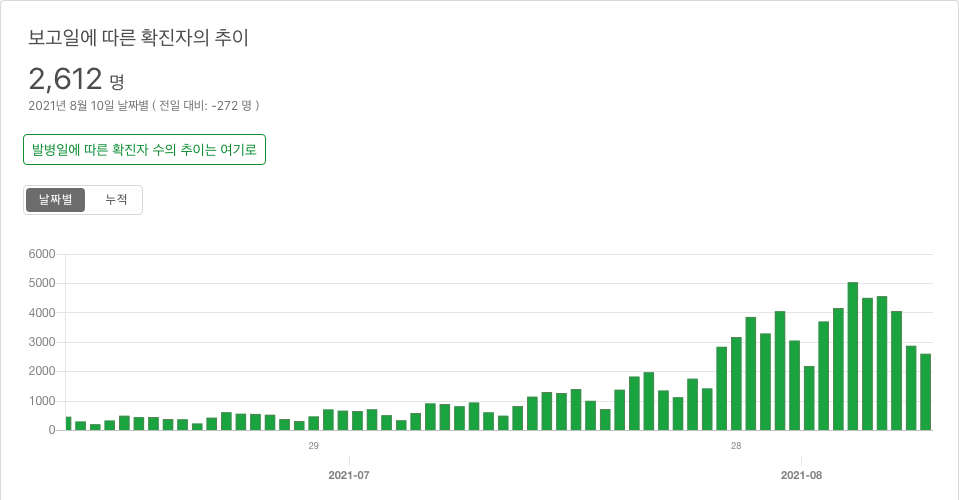 보고일에 따른 확진자의 추이
2,612 명
2021년 8월 10일 날짜별 ( 전일 대비: -272 명 )
발병일에 따른 확진자 수의 추이는 여기로
날짜별 누적
6000
5000
4000
3000
2000
1000
0
29 28
2021-07 2021-08